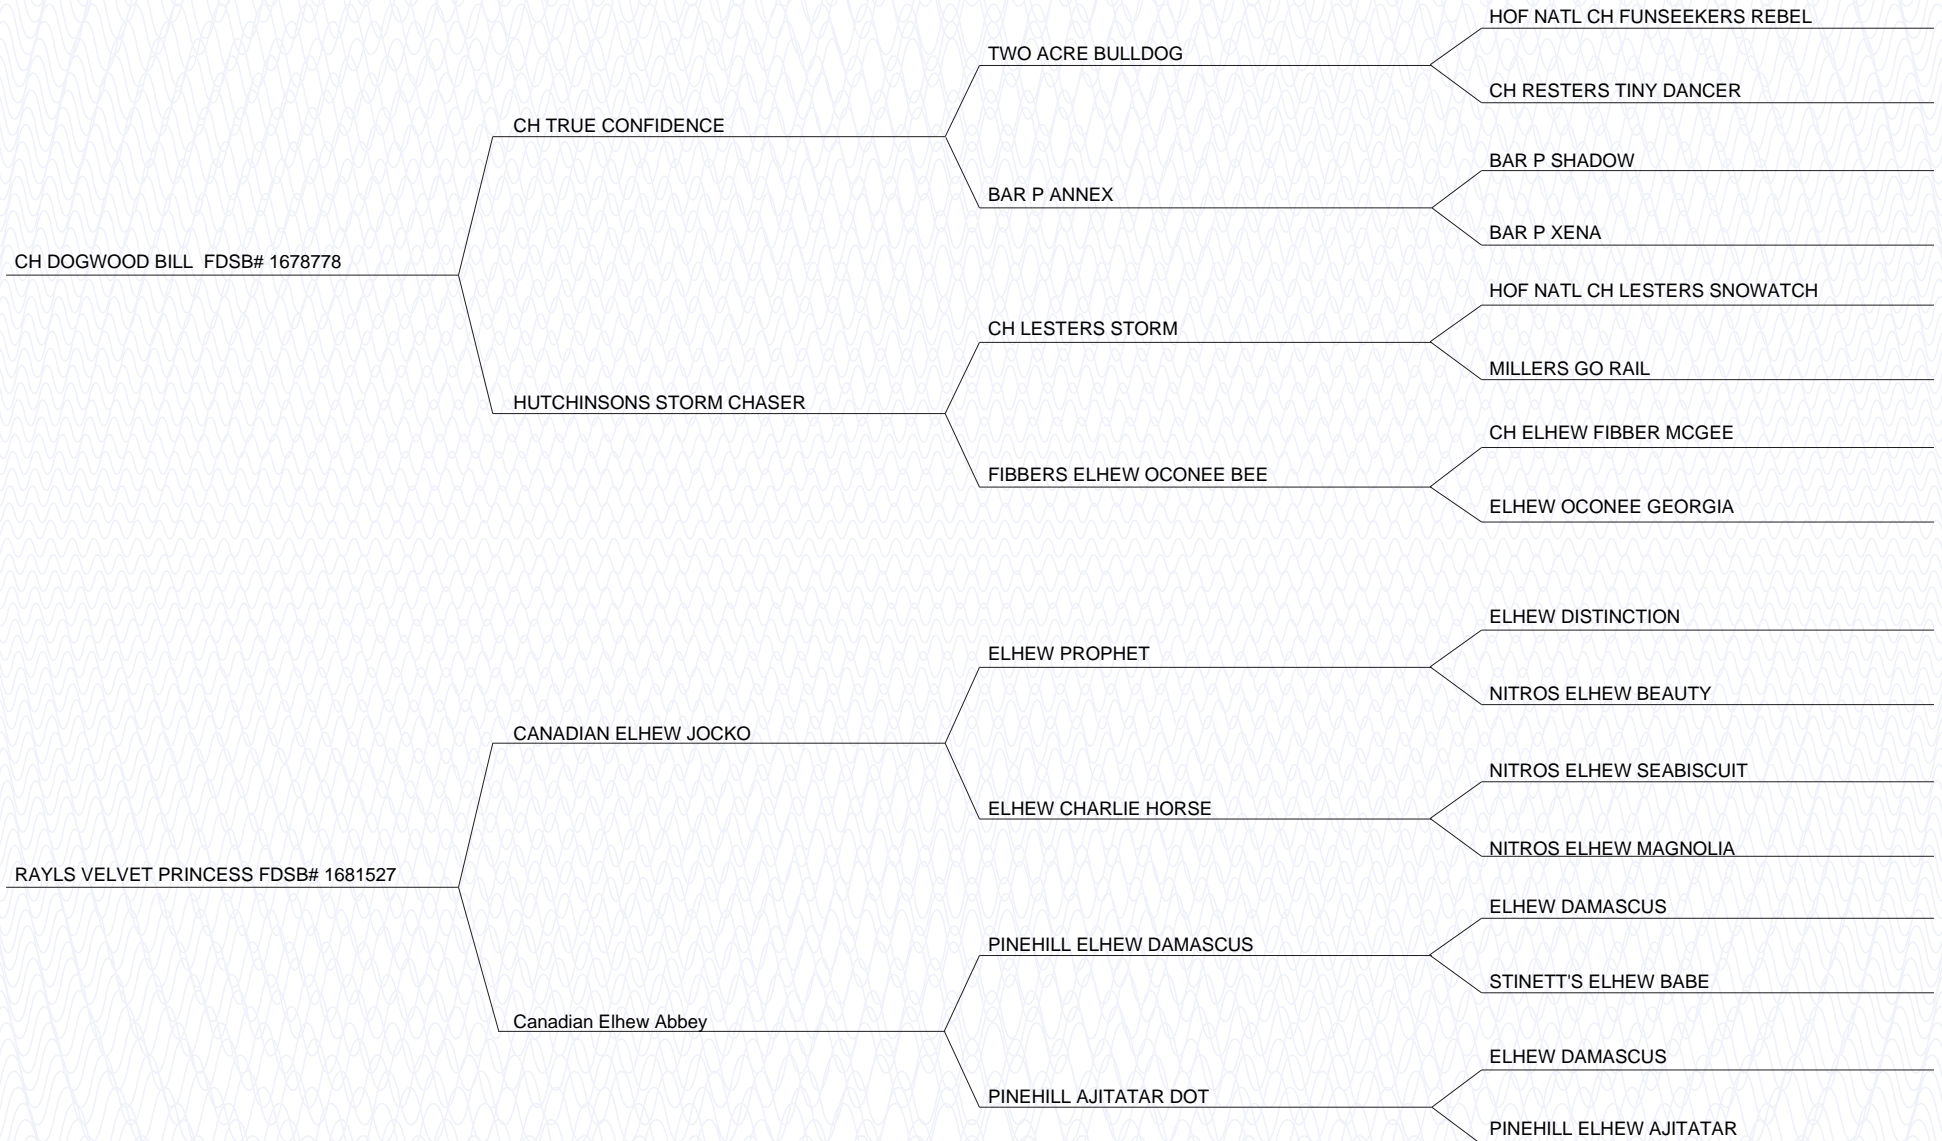 HOF NATL CH FUNSEEKERS REBEL
TWO ACRE BULLDOG
CH RESTERS TINY DANCER
CH TRUE CONFIDENCE
BAR P SHADOW
BAR P ANNEX
BAR P XENA
CH DOGWOOD BILL  FDSB# 1678778
HOF NATL CH LESTERS SNOWATCH
CH LESTERS STORM
MILLERS GO RAIL
HUTCHINSONS STORM CHASER
CH ELHEW FIBBER MCGEE
FIBBERS ELHEW OCONEE BEE
ELHEW OCONEE GEORGIA
ELHEW DISTINCTION
ELHEW PROPHET
NITROS ELHEW BEAUTY
CANADIAN ELHEW JOCKO
NITROS ELHEW SEABISCUIT
ELHEW CHARLIE HORSE
NITROS ELHEW MAGNOLIA
RAYLS VELVET PRINCESS FDSB# 1681527
ELHEW DAMASCUS
PINEHILL ELHEW DAMASCUS
STINETT'S ELHEW BABE
Canadian Elhew Abbey
ELHEW DAMASCUS
PINEHILL AJITATAR DOT
PINEHILL ELHEW AJITATAR